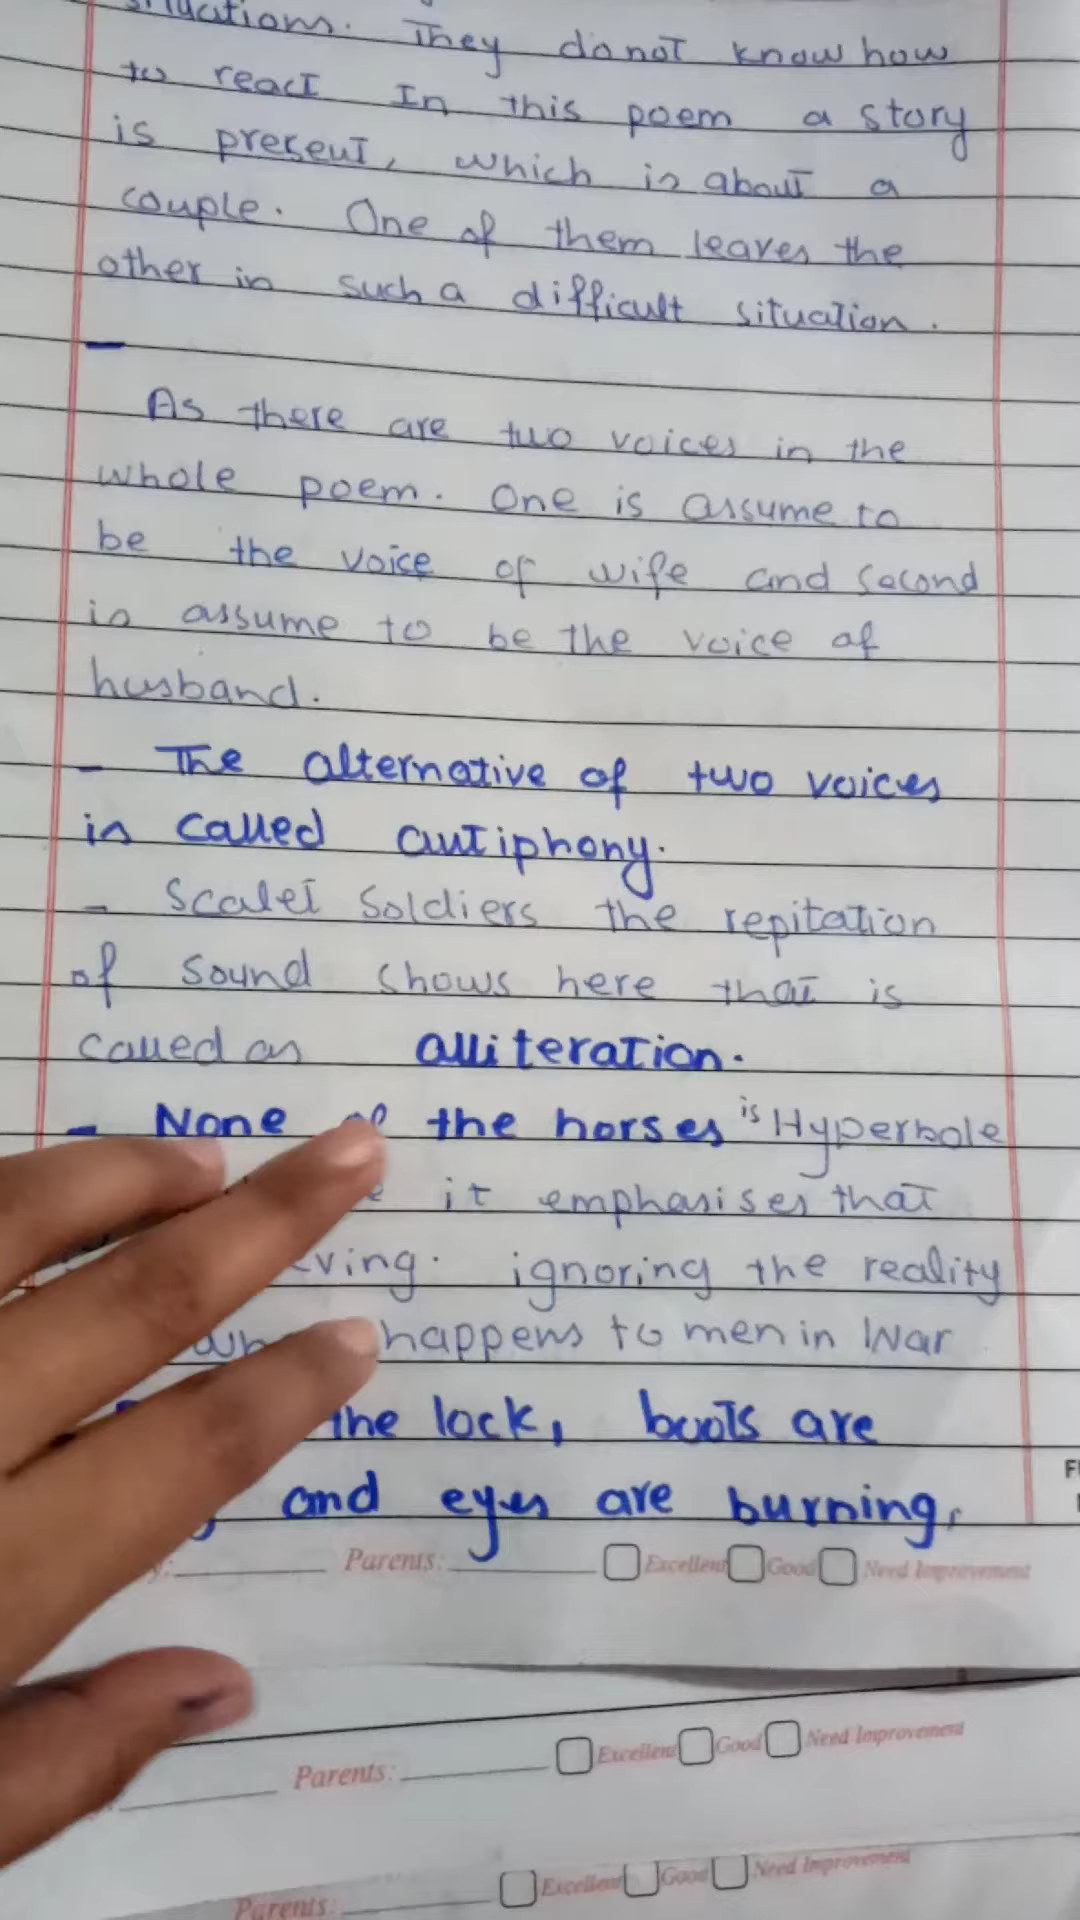 situations. They do not know how
to react In this poem a story
is present, which is about a
couple. One of them leaves the
other in such a difficult situation.
-
As there are two voices in the
whole poem. One is assume to
be the voice of wife and second
is assume to be the voice of
husband.
- The alternative of two voices
is called antiphony.
- Scalet Soldiers the repitation
of sound shows here that is
called as alliteration.
- None of the horses is Hyperbole
it emphasises that
ignoring the reality
happens to men in War
the lock, boots are
and eyes are burning,
Parents: Excellent Good Need Improvement
Parents: Excellent Good Need Improvement
Parents: Excellent Good Need Improvement